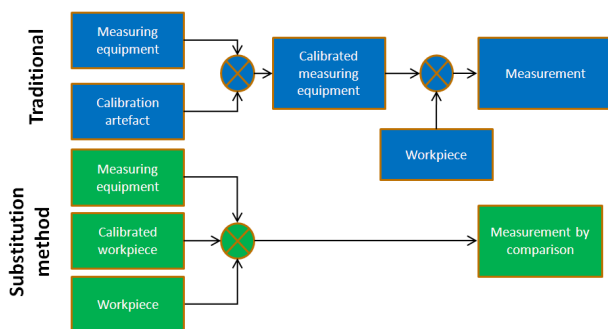 Traditional
Measuring
equipment
Calibration
artefact
Calibrated
measuring
equipment
Measurement
Workpiece
Substitution
method
Measuring
equipment
Calibrated
workpiece
Workpiece
Measurement by
comparison